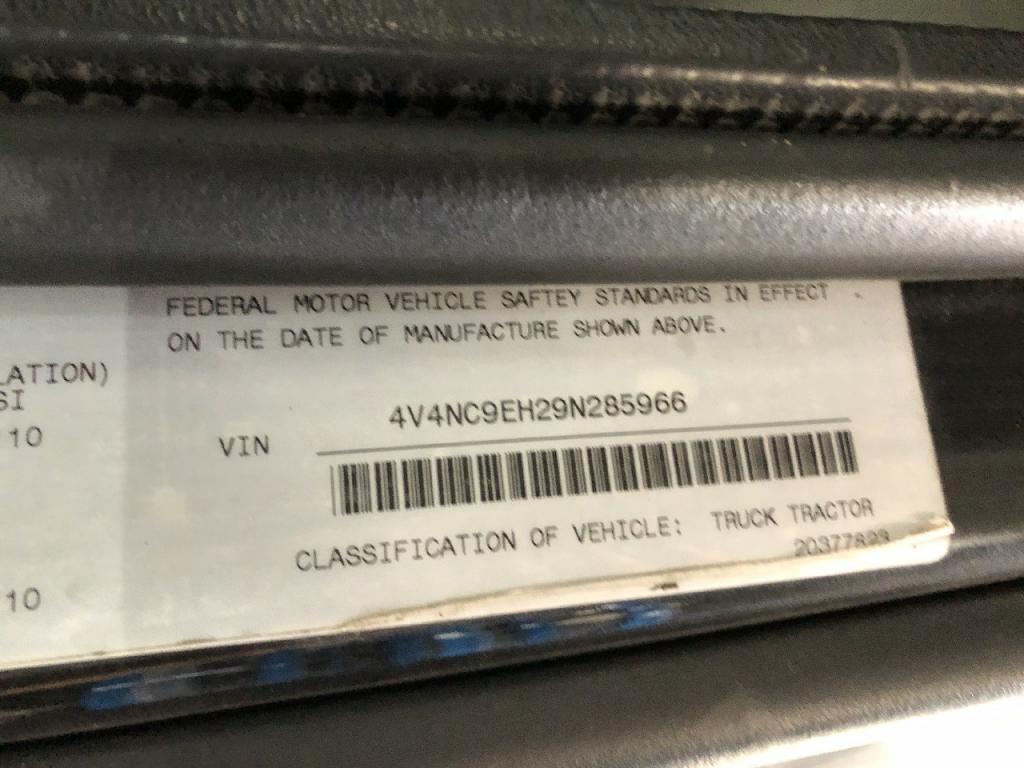 FEDERAL MOTOR VEHICLE SAFTEY STANDARDS IN EFFECT
ON THE DATE OF MANUFACTURE SHOWN ABOVE.
LATION)
SI
10
4V4NC9EH29N285966
VIN
CLASSIFICATION OF VEHICLE: TRUCK TRACTOR
20377823
10